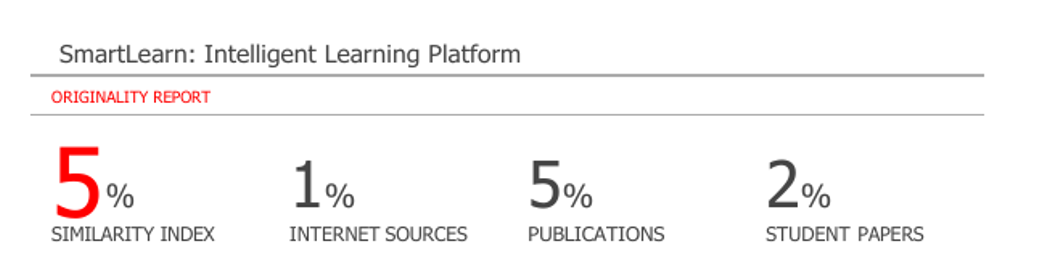 SmartLearn: Intelligent Learning Platform
ORIGINALITY REPORT
5% 1% 5% 2%
SIMILARITY INDEX INTERNET SOURCES PUBLICATIONS STUDENT PAPERS